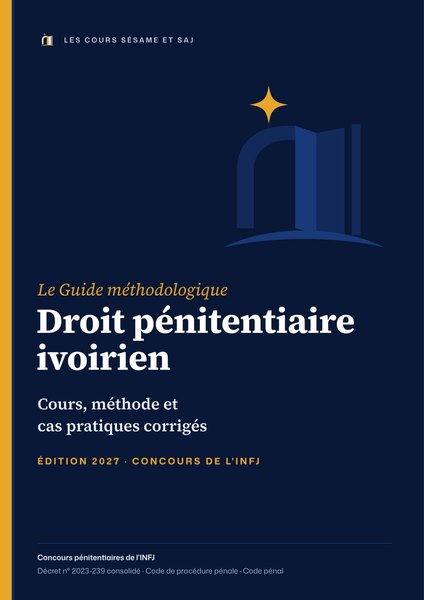 LES COURS SÉSAME ET SAJ
Le Guide méthodologique
Droit pénitentiaire
ivoirien
Cours, méthode et
cas pratiques corrigés
ÉDITION 2027 · CONCOURS DE L'INFJ
Concours pénitentiaires de l'INFJ
Décret n° 2023-239 consolidé · Code de procédure pénale · Code pénal